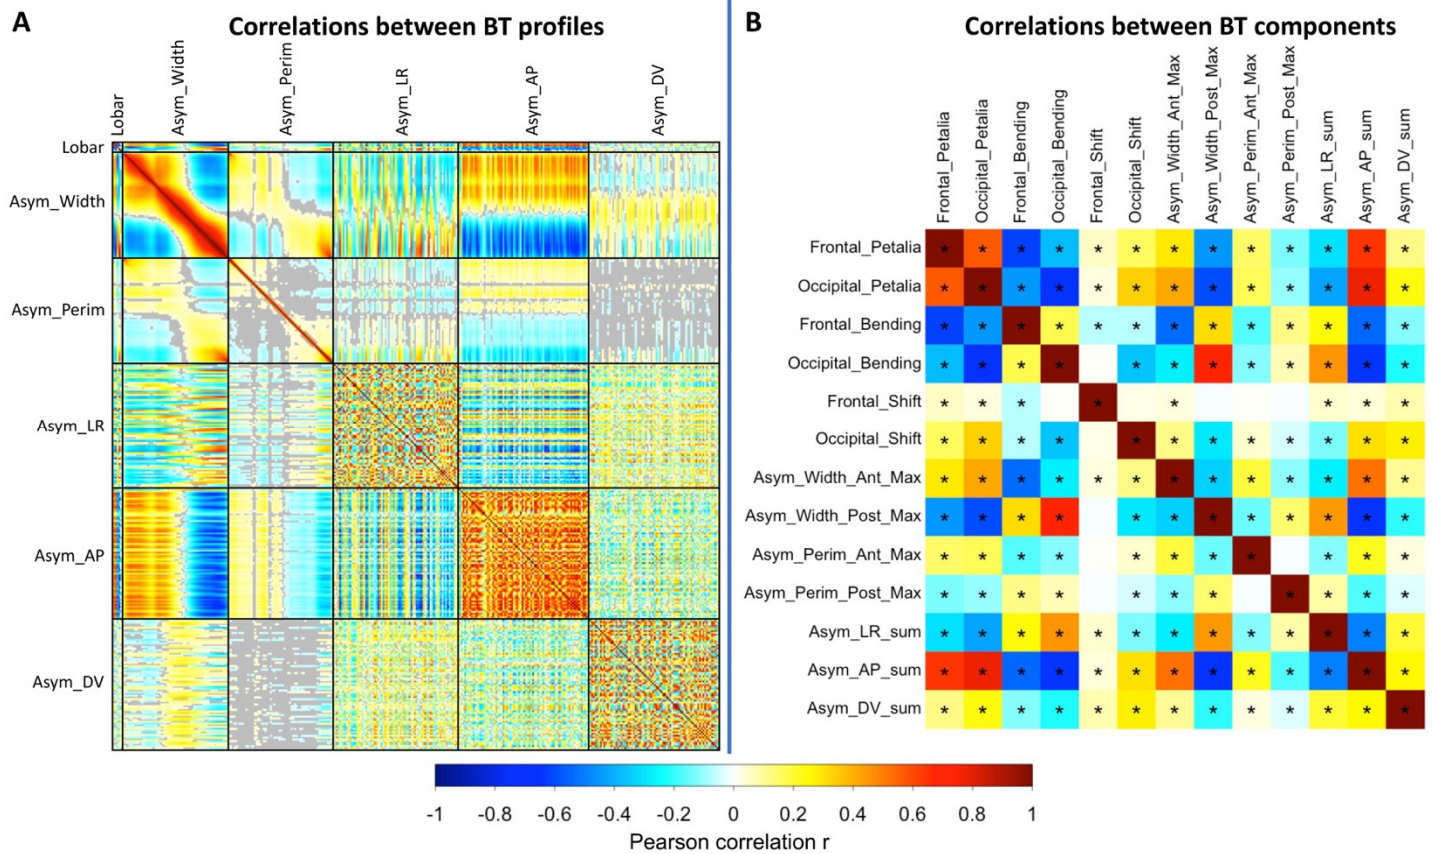 A
Correlations between BT profiles
Lobar
Asym_Width
Asym_Perim
Asym_LR
Asym_AP
Asym_DV
Lobar
Asym_Width
Asym_Perim
Asym_LR
Asym_AP
Asym_DV
B
Correlations between BT components
Frontal_Petalia
Occipital_Petalia
Frontal_Bending
Occipital_Bending
Frontal_Shift
Occipital_Shift
Asym_Width_Ant_Max
Asym_Width_Post_Max
Asym_Perim_Ant_Max
Asym_Perim_Post_Max
Asym_LR_sum
Asym_AP_sum
Asym_DV_sum
Frontal_Petalia * * * * * * * * * * * * *
Occipital_Petalia * * * * * * * * * * * * *
Frontal_Bending * * * * * * * * * * * * *
Occipital_Bending * * * * * * * * * * * *
Frontal_Shift * * * * * * * *
Occipital_Shift * * * * * * * * * * * *
Asym_Width_Ant_Max * * * * * * * * * * * * *
Asym_Width_Post_Max * * * * * * * * * * * *
Asym_Perim_Ant_Max * * * * * * * * * * *
Asym_Perim_Post_Max * * * * * * * * * * *
Asym_LR_sum * * * * * * * * * * * * *
Asym_AP_sum * * * * * * * * * * * * *
Asym_DV_sum * * * * * * * * * * * * *
-1 -0.8 -0.6 -0.4 -0.2 0 0.2 0.4 0.6 0.8 1
Pearson correlation r